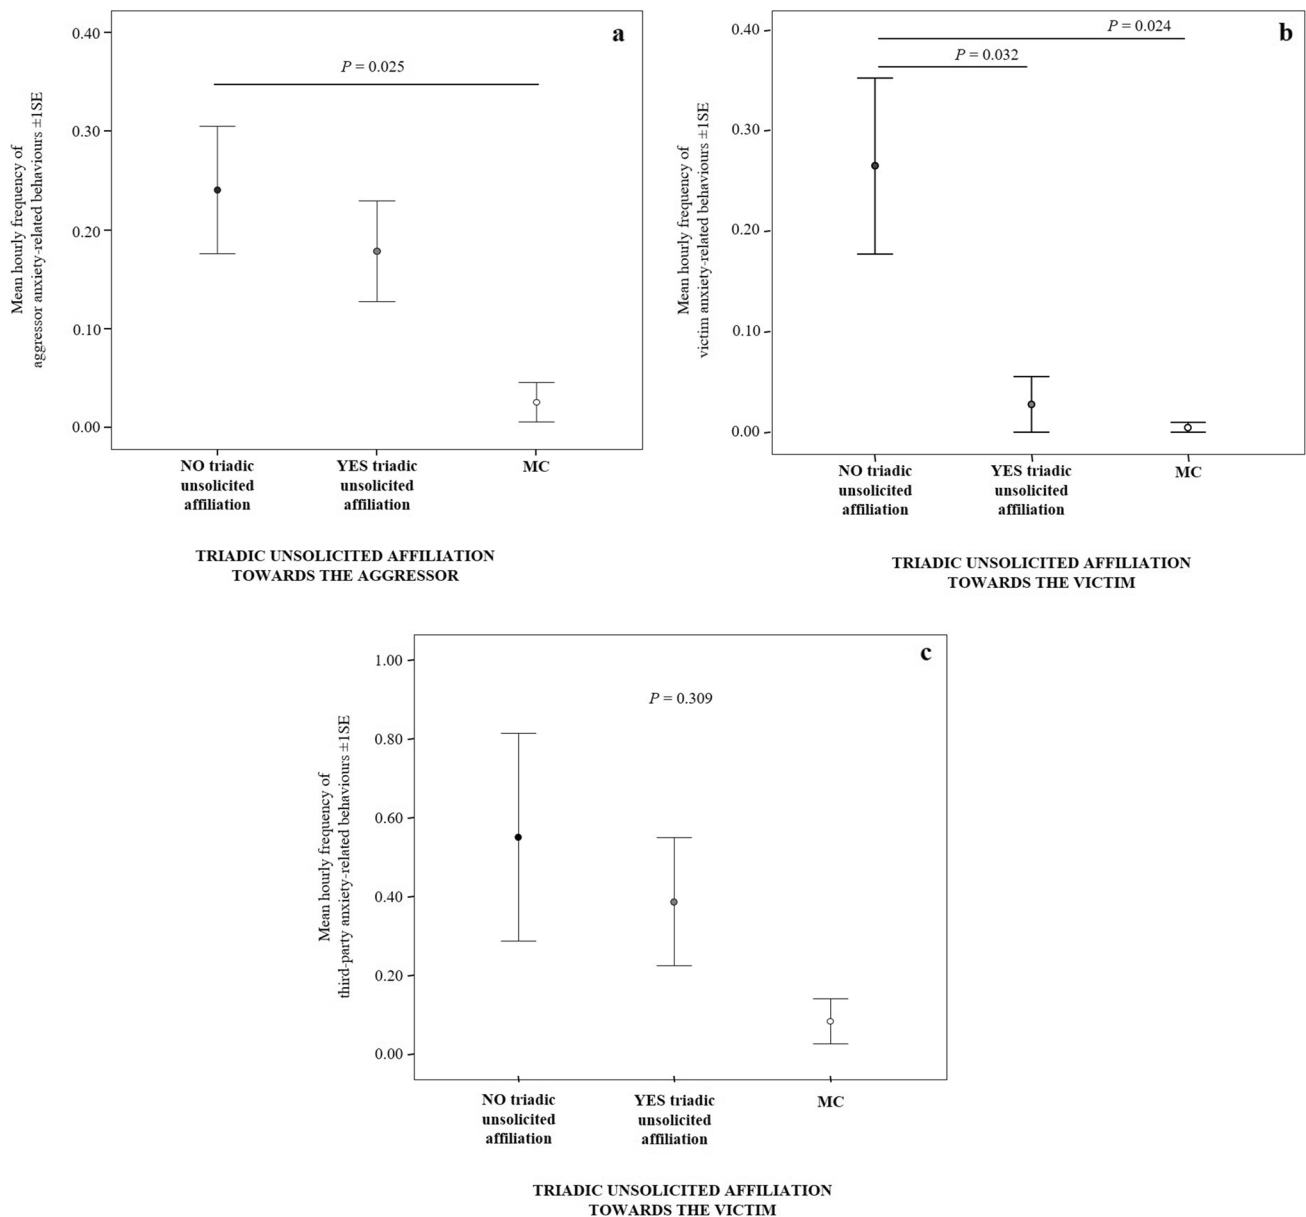 a
P = 0.025
0.40
0.30
0.20
0.10
0.00
Mean hourly frequency of
aggressor anxiety-related behaviours ±1SE
NO triadic
unsolicited
affiliation
YES triadic
unsolicited
affiliation
MC
TRIADIC UNSOLICITED AFFILIATION
TOWARDS THE AGGRESSOR
b
P = 0.024
P = 0.032
0.40
0.30
0.20
0.10
0.00
Mean hourly frequency of
victim anxiety-related behaviours ±1SE
NO triadic
unsolicited
affiliation
YES triadic
unsolicited
affiliation
MC
TRIADIC UNSOLICITED AFFILIATION
TOWARDS THE VICTIM
c
P = 0.309
1.00
0.80
0.60
0.40
0.20
0.00
Mean hourly frequency of
third-party anxiety-related behaviours ±1SE
NO triadic
unsolicited
affiliation
YES triadic
unsolicited
affiliation
MC
TRIADIC UNSOLICITED AFFILIATION
TOWARDS THE VICTIM